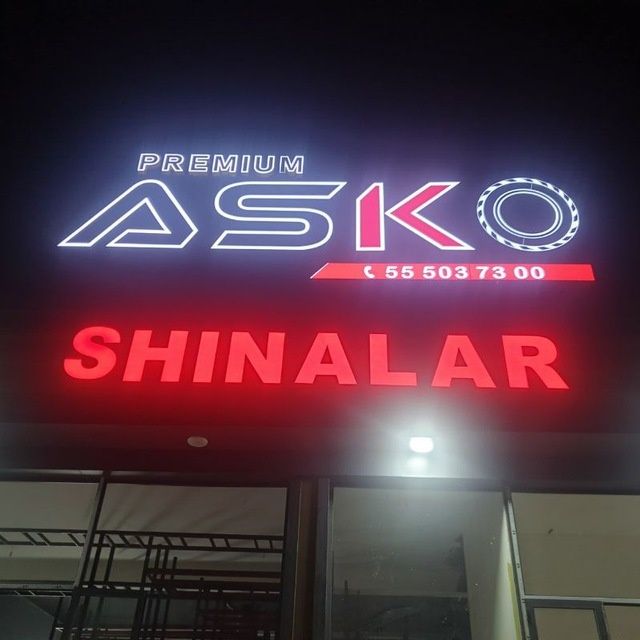 PREMIUM
ASKO
55 503 73 00
SHINALAR